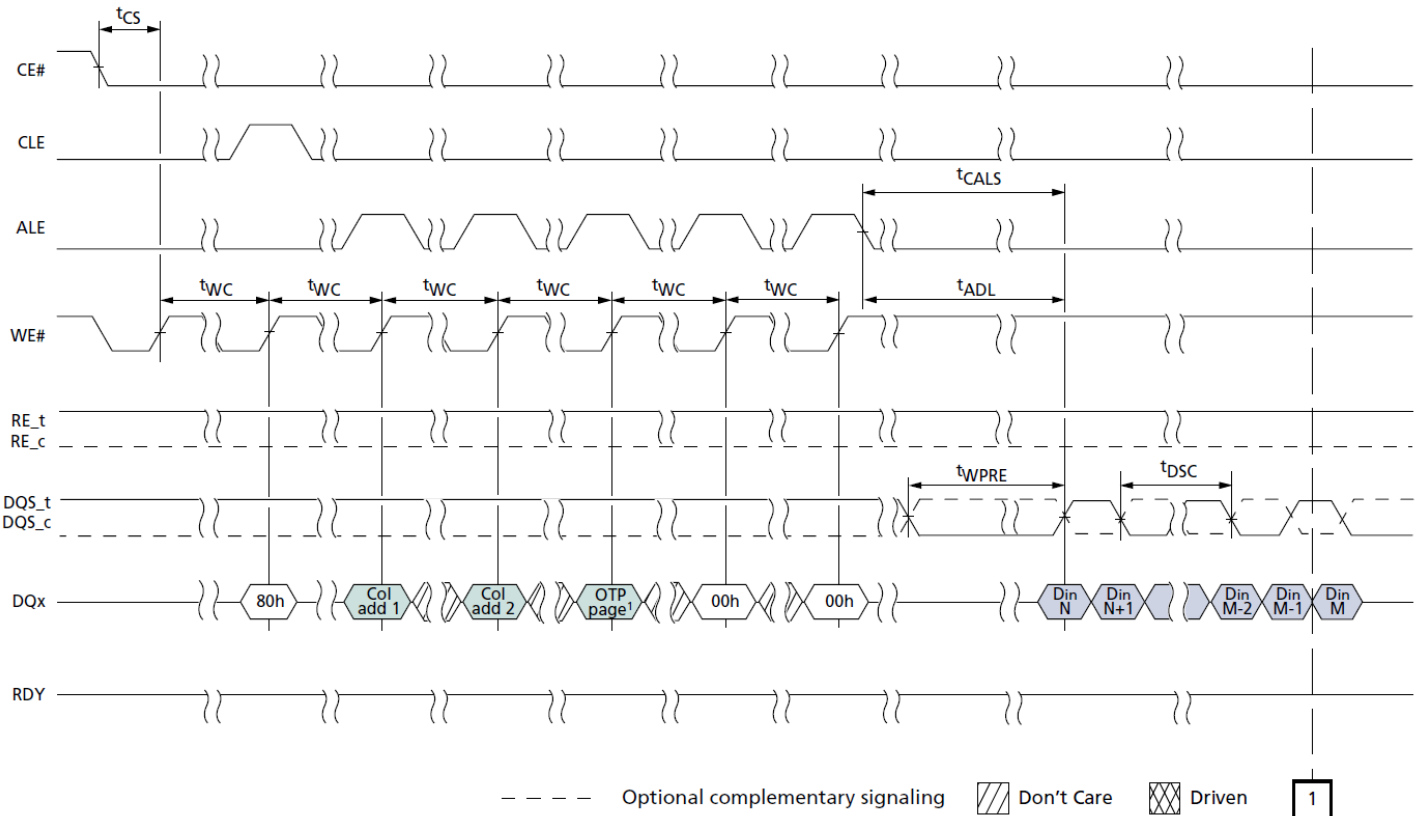 tCS
CE#
CLE
tCALS
ALE
tWC tWC tWC tWC tWC tWC tADL
WE#
RE_t
RE_c
tWPRE tDSC
DQS_t
DQS_c
DQx 80h Col add 1 Col add 2 OTP page¹ 00h 00h Din N Din N+1 Din M-2 Din M-1 Din M
RDY
Optional complementary signaling Don't Care Driven 1